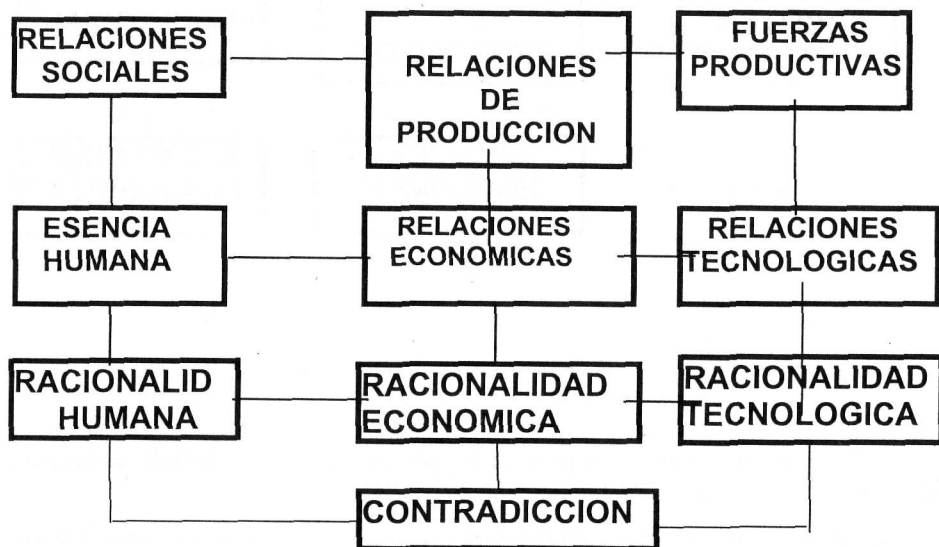 RELACIONES
SOCIALES
RELACIONES
DE
PRODUCCION
FUERZAS
PRODUCTIVAS
ESENCIA
HUMANA
RELACIONES
ECONOMICAS
RELACIONES
TECNOLOGICAS
RACIONALID
HUMANA
RACIONALIDAD
ECONOMICA
RACIONALIDAD
TECNOLOGICA
CONTRADICCION